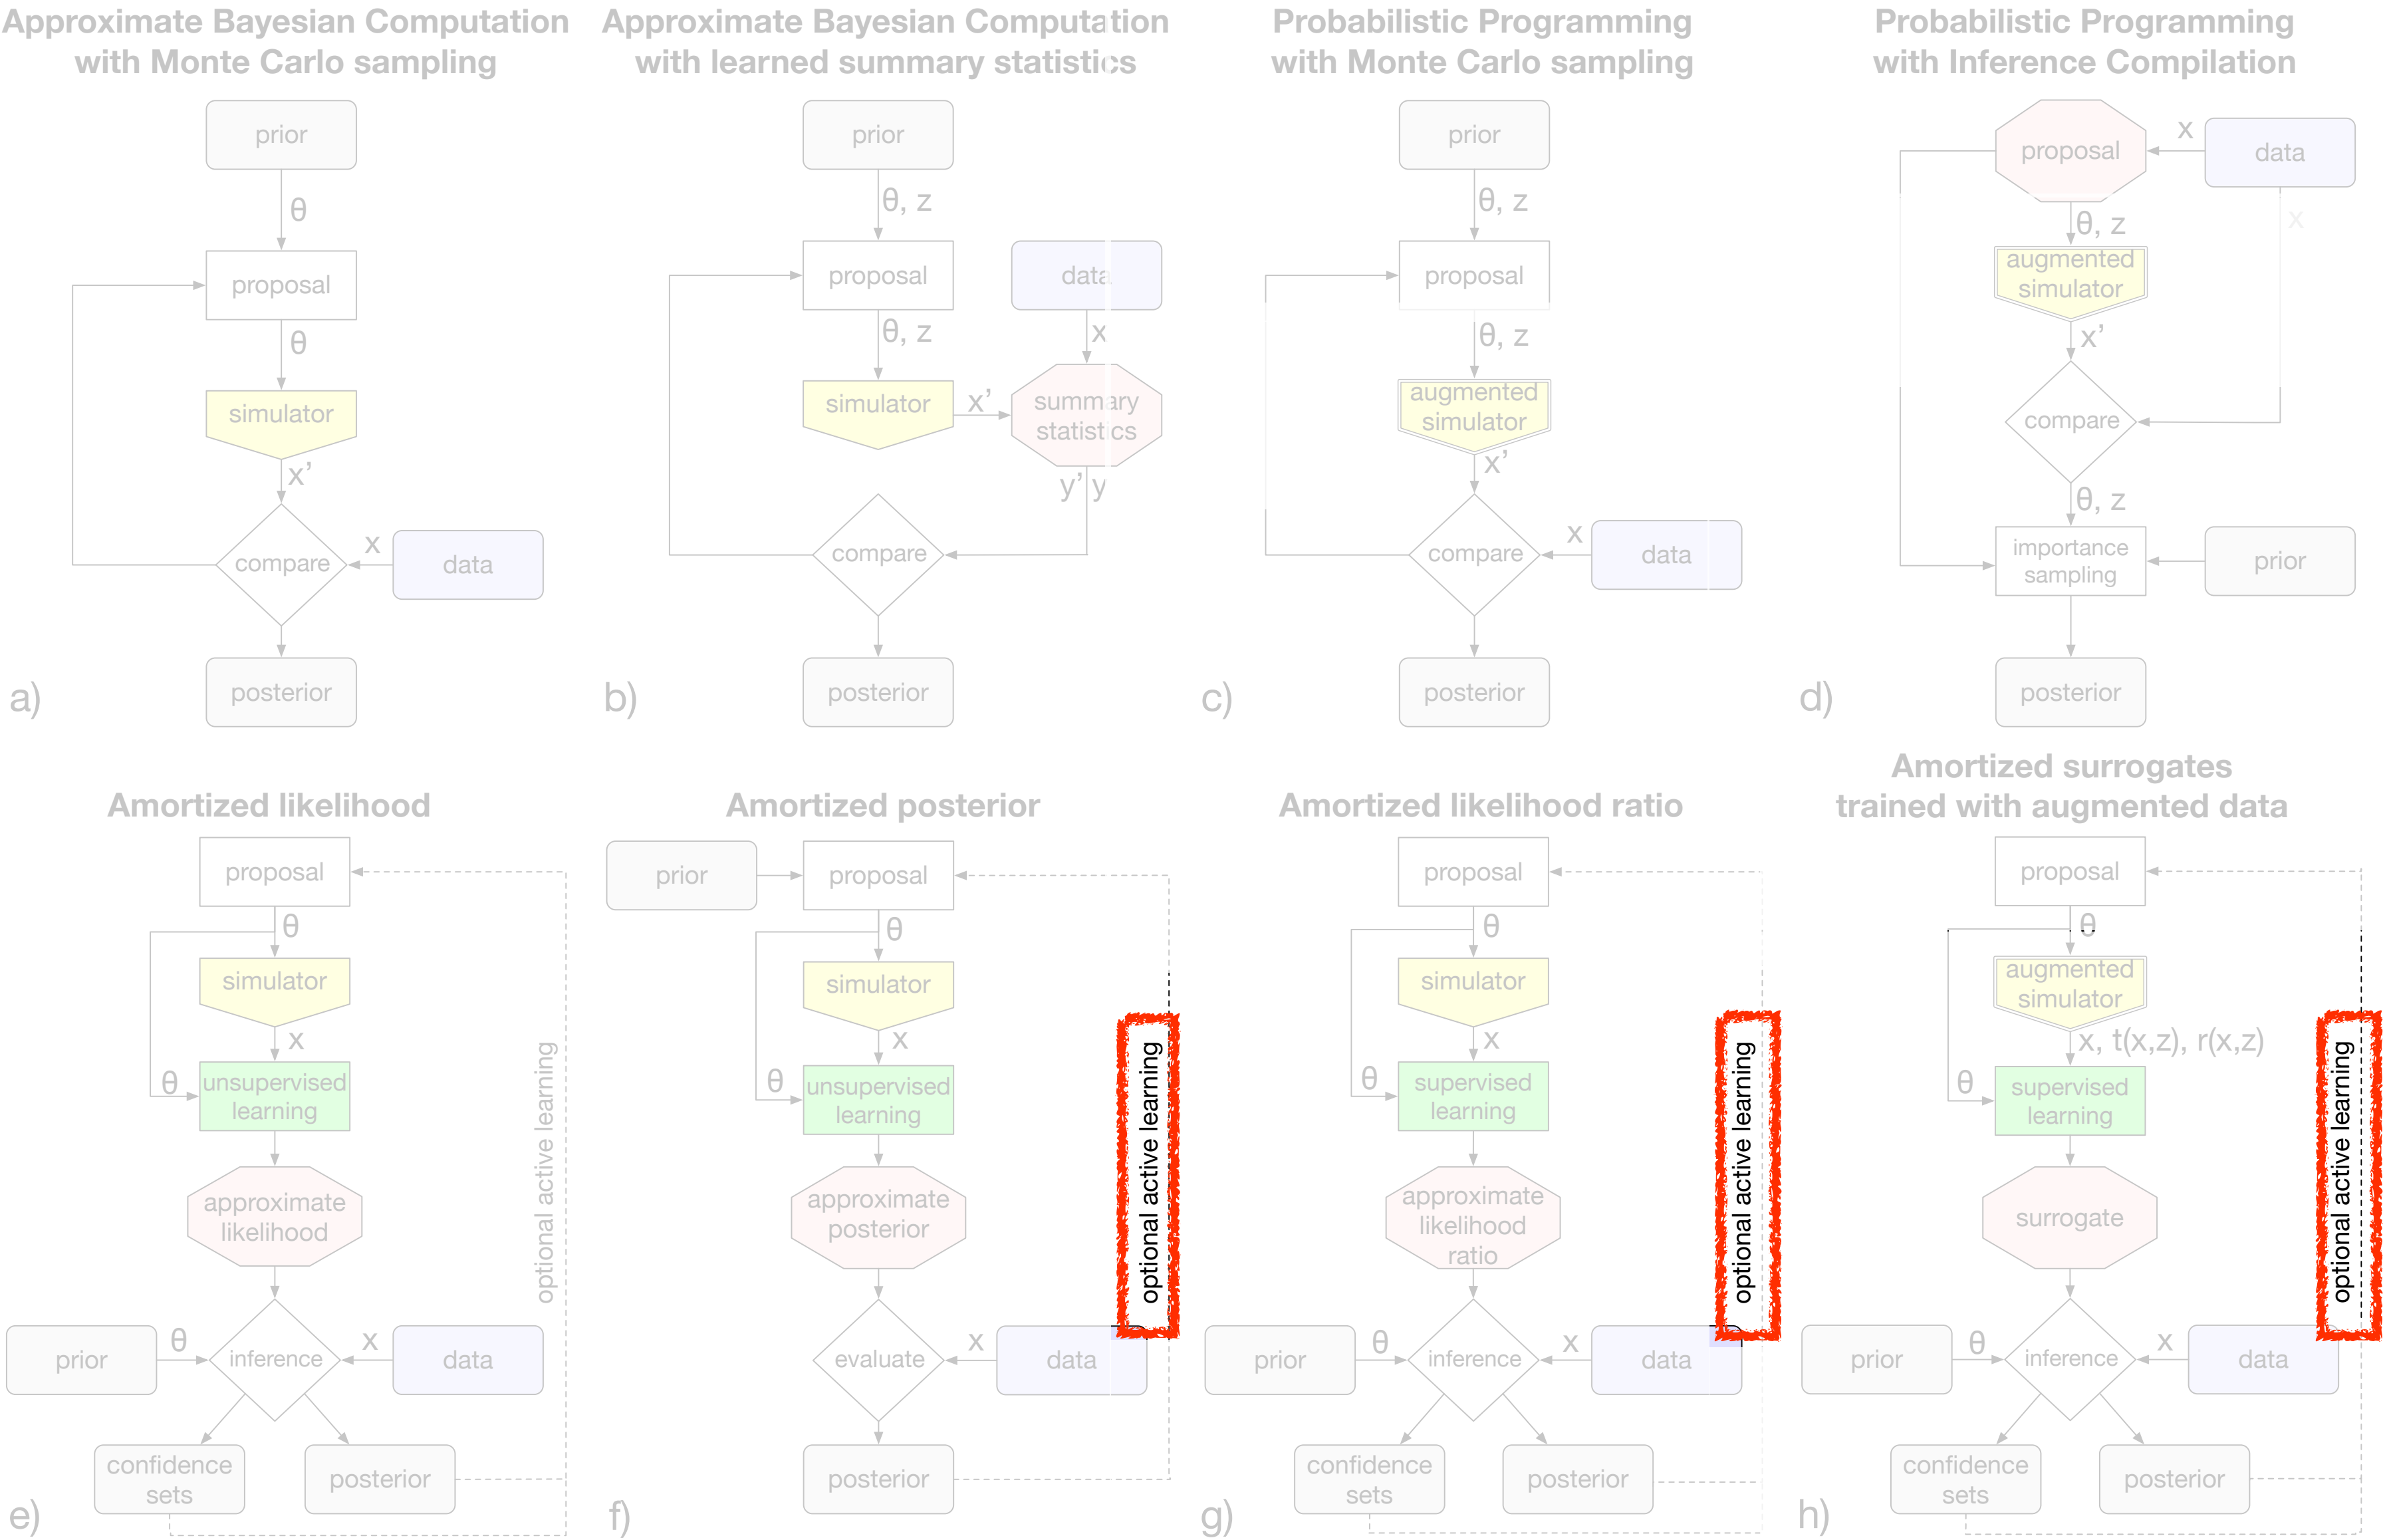 Approximate Bayesian Computation
with Monte Carlo sampling
prior
θ
proposal
θ
simulator
x’
compare
x
data
posterior
a)
Approximate Bayesian Computation
with learned summary statistics
prior
θ, z
proposal
data
θ, z
x
simulator
x’
summary
statistics
y’ y
compare
posterior
b)
Probabilistic Programming
with Monte Carlo sampling
prior
θ, z
proposal
θ, z
augmented
simulator
x’
compare
x
data
posterior
c)
Probabilistic Programming
with Inference Compilation
proposal
x
data
θ, z
x
augmented
simulator
x’
compare
θ, z
importance
sampling
prior
posterior
d)
Amortized likelihood
proposal
θ
simulator
x
θ
unsupervised
learning
approximate
likelihood
optional active learning
prior
θ
inference
x
data
confidence
sets
posterior
e)
Amortized posterior
prior
proposal
θ
simulator
x
θ
unsupervised
learning
approximate
posterior
optional active learning
evaluate
x
data
posterior
f)
Amortized likelihood ratio
proposal
θ
simulator
x
θ
supervised
learning
approximate
likelihood
ratio
optional active learning
prior
θ
inference
x
data
confidence
sets
posterior
g)
Amortized surrogates
trained with augmented data
proposal
θ
augmented
simulator
x, t(x,z), r(x,z)
θ
supervised
learning
surrogate
optional active learning
prior
θ
inference
x
data
confidence
sets
posterior
h)